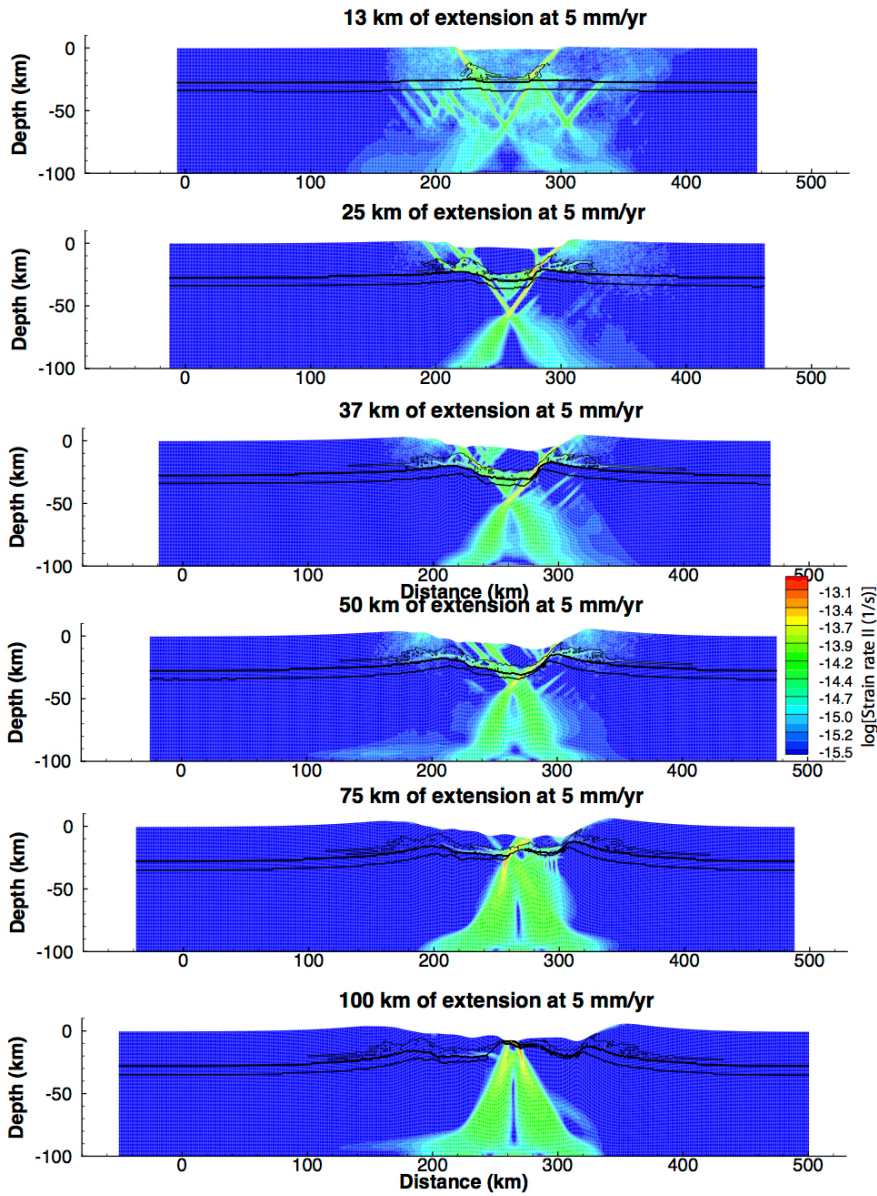 13 km of extension at 5 mm/yr
Depth (km)
0
-50
-100
0 100 200 300 400 500
25 km of extension at 5 mm/yr
Depth (km)
0
-50
-100
0 100 200 300 400 500
37 km of extension at 5 mm/yr
Depth (km)
0
-50
-100
0 100 200 300 400 500
Distance (km)
50 km of extension at 5 mm/yr
Depth (km)
0
-50
-100
0 100 200 300 400 500
-13.1
-13.4
-13.7
-13.9
-14.2
-14.4
-14.7
-15.0
-15.2
-15.5
log[Strain rate II (1/s)]
75 km of extension at 5 mm/yr
Depth (km)
0
-50
-100
0 100 200 300 400 500
100 km of extension at 5 mm/yr
Depth (km)
0
-50
-100
0 100 200 300 400 500
Distance (km)